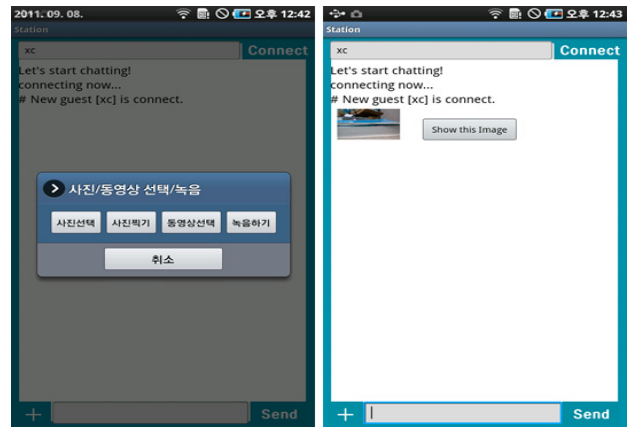 2011. 09. 08.
오후 12:42
Station
xc
Connect
Let's start chatting!
connecting now...
# New guest [xc] is connect.
사진/동영상 선택/녹음
사진선택
사진찍기
동영상선택
녹음하기
취소
Send
오후 12:43
Station
xc
Connect
Let's start chatting!
connecting now...
# New guest [xc] is connect.
Show this Image
Send